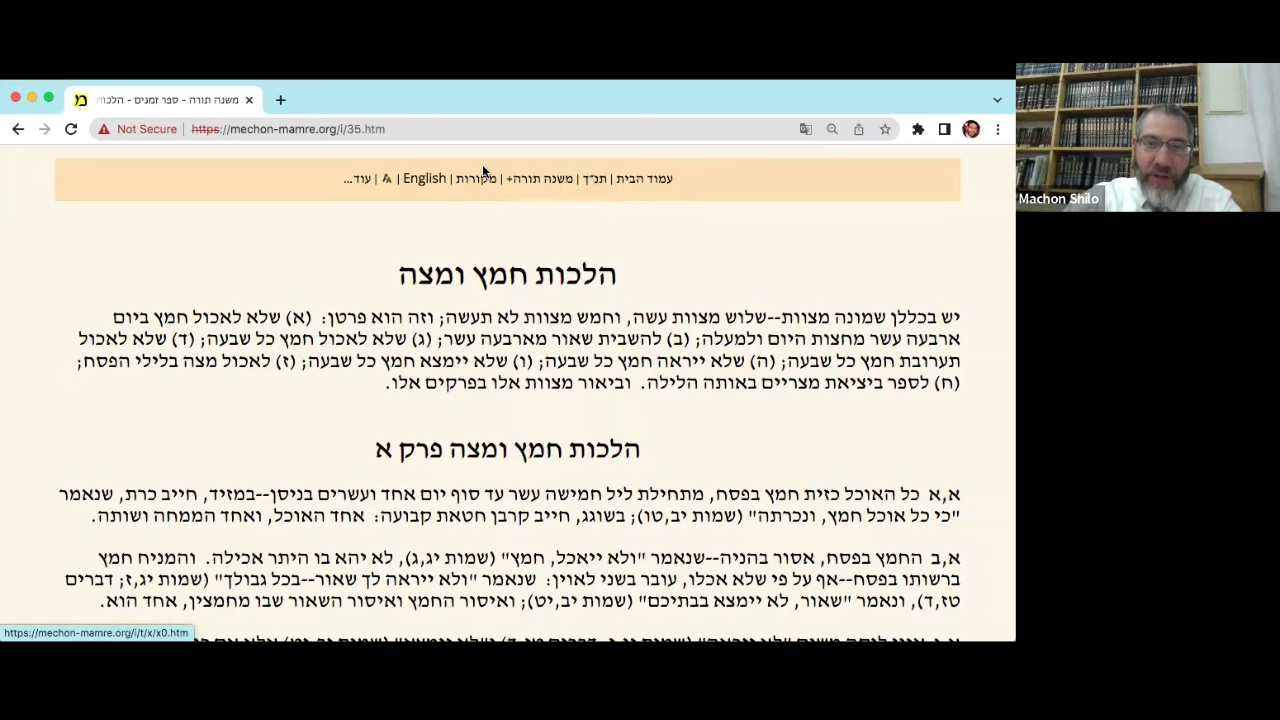 משנה תורה - ספר זמנים - הלכות
Not Secure | https://mechon-mamre.org/i/35.htm
עמוד הבית | תנ״ך | משנה תורה+ | מקורות | English | עוד...
הלכות חמץ ומצה
יש בכללן שמונה מצוות--שלוש מצוות עשה, וחמש מצוות לא תעשה; וזה הוא פרטן: (א) שלא לאכול חמץ ביום
ארבעה עשר מחצות היום ולמעלה; (ב) להשבית שאור מארבעה עשר; (ג) שלא לאכול חמץ כל שבעה; (ד) שלא לאכול
תערובת חמץ כל שבעה; (ה) שלא ייראה חמץ כל שבעה; (ו) שלא יימצא חמץ כל שבעה; (ז) לאכול מצה בלילי הפסח;
(ח) לספר ביציאת מצריים באותה הלילה. וביאור מצוות אלו בפרקים אלו.
הלכות חמץ ומצה פרק א
א,א כל האוכל כזית חמץ בפסח, מתחילת ליל חמישה עשר עד סוף יום אחד ועשרים בניסן--במזיד, חייב כרת, שנאמר
"כי כל אוכל חמץ, ונכרתה" (שמות יב,טו); בשוגג, חייב קרבן חטאת קבועה: אחד האוכל, ואחד הממחה ושותה.
א,ב החמץ בפסח, אסור בהניה--שנאמר "ולא ייאכל, חמץ" (שמות יג,ג), לא יהא בו היתר אכילה. והמניח חמץ
ברשותו בפסח--אף על פי שלא אכלו, עובר בשני לאוין: שנאמר "ולא ייראה לך שאור--בכל גבולך" (שמות יג,ז; דברים
טז,ד), ונאמר "שאור, לא יימצא בבתיכם" (שמות יב,יט); ואיסור החמץ ואיסור השאור שבו מחמצין, אחד הוא.
https://mechon-mamre.org/i/t/x/x0.htm
Machon Shilo